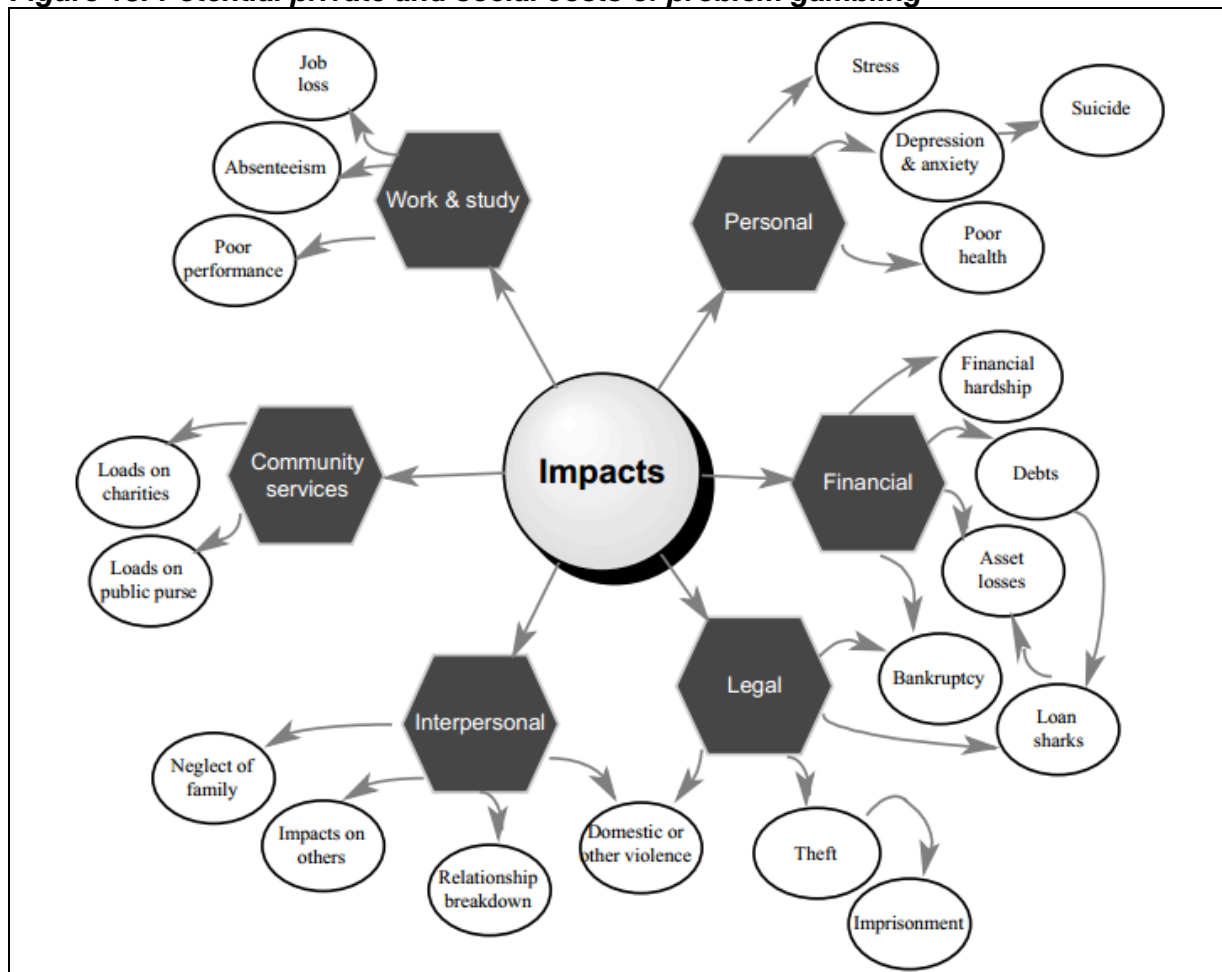 Figure 15: Potential private and social costs of problem gambling
Job
loss
Absenteeism
Poor
performance
Work & study
Stress
Suicide
Depression
& anxiety
Poor
health
Personal
Community
services
Loads on
charities
Loads on
public purse
Impacts
Financial
Financial
hardship
Debts
Asset
losses
Bankruptcy
Loan
sharks
Legal
Interpersonal
Neglect of
family
Impacts on
others
Relationship
breakdown
Domestic or
other violence
Theft
Imprisonment